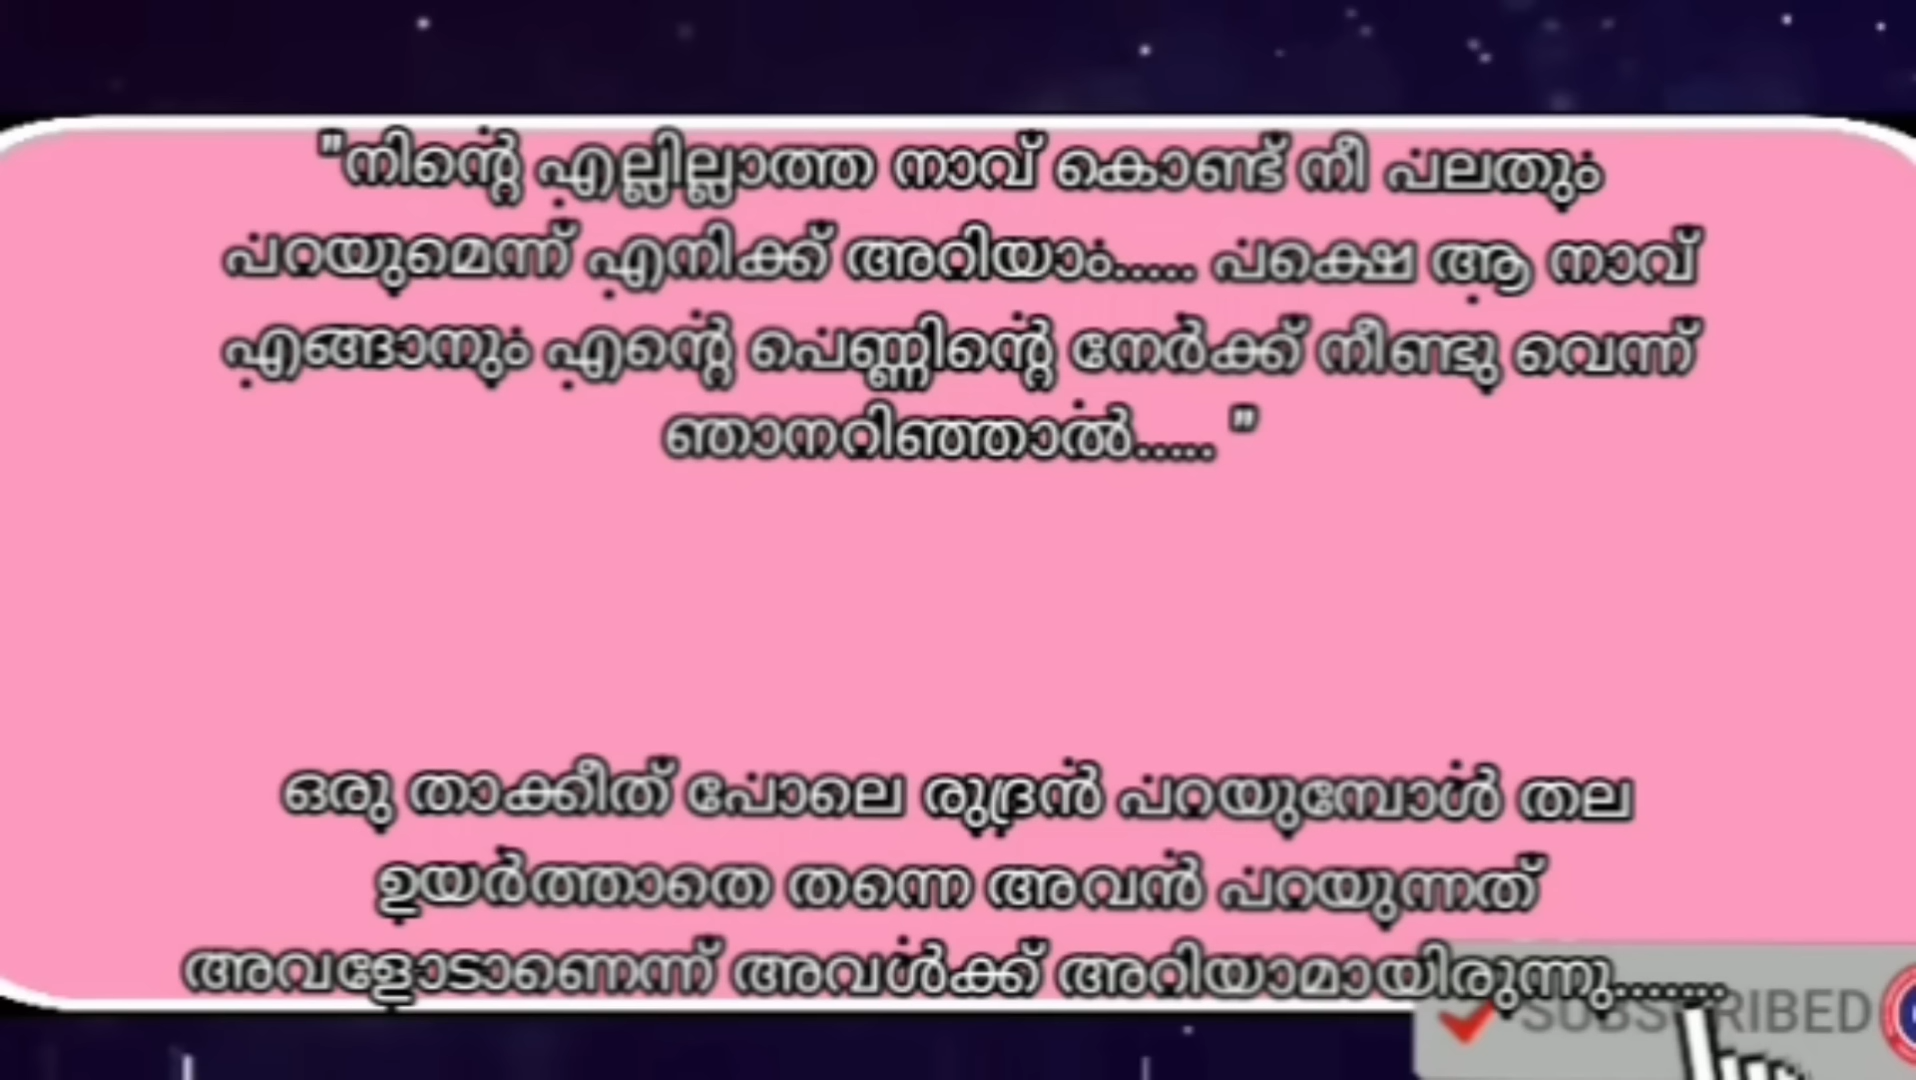 "നിന്റെ എല്ലില്ലാത്ത നാവ് കൊണ്ട് നീ പലതും
പറയുമെന്ന് എനിക്ക് അറിയാം..... പക്ഷെ ആ നാവ്
എങ്ങാനും എന്റെ പെണ്ണിന്റെ നേർക്ക് നീണ്ടു വെന്ന്
ഞാനറിഞ്ഞാൽ..... "
ഒരു താക്കീത് പോലെ രുദ്രൻ പറയുമ്പോൾ തല
ഉയർത്താതെ തന്നെ അവൻ പറയുന്നത്
അവളോടാണെന്ന് അവൾക്ക് അറിയാമായിരുന്നു.......
SUBSCRIBED